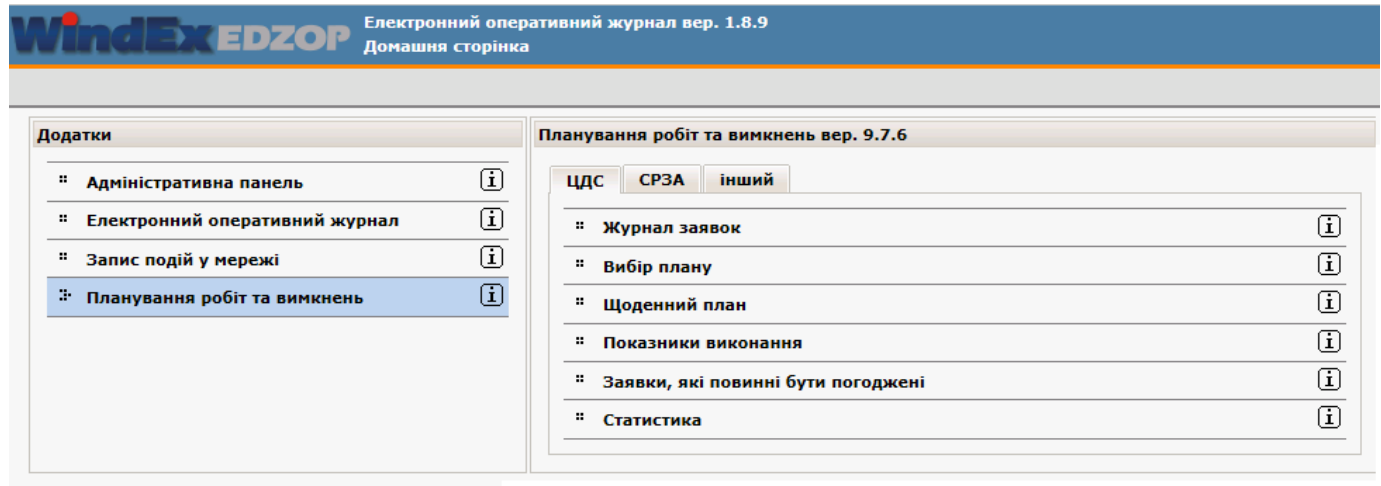 WindEx EDZOP
Електронний оперативний журнал вер. 1.8.9
Домашня сторінка
Додатки
Адміністративна панель
Електронний оперативний журнал
Запис подій у мережі
Планування робіт та вимкнень
Планування робіт та вимкнень вер. 9.7.6
ЦДС СРЗА інший
Журнал заявок
Вибір плану
Щоденний план
Показники виконання
Заявки, які повинні бути погоджені
Статистика